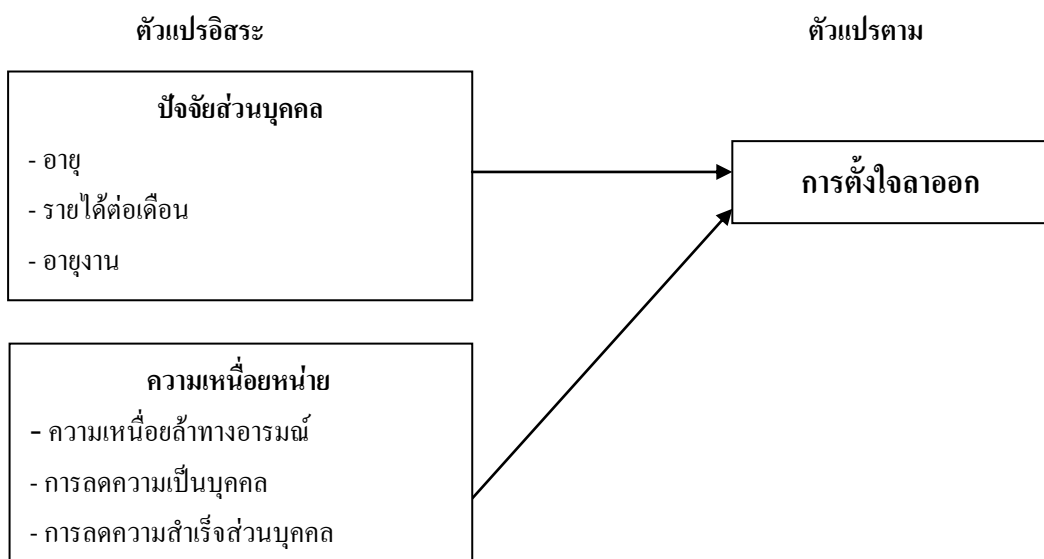 ตัวแปรอิสระ
ตัวแปรตาม
ปัจจัยส่วนบุคคล
- อายุ
- รายได้ต่อเดือน
- อายุงาน
การตั้งใจลาออก
ความเหนื่อยหน่าย
- ความเหนื่อยล้าทางอารมณ์
- การลดความเป็นบุคคล
- การลดความสำเร็จส่วนบุคคล